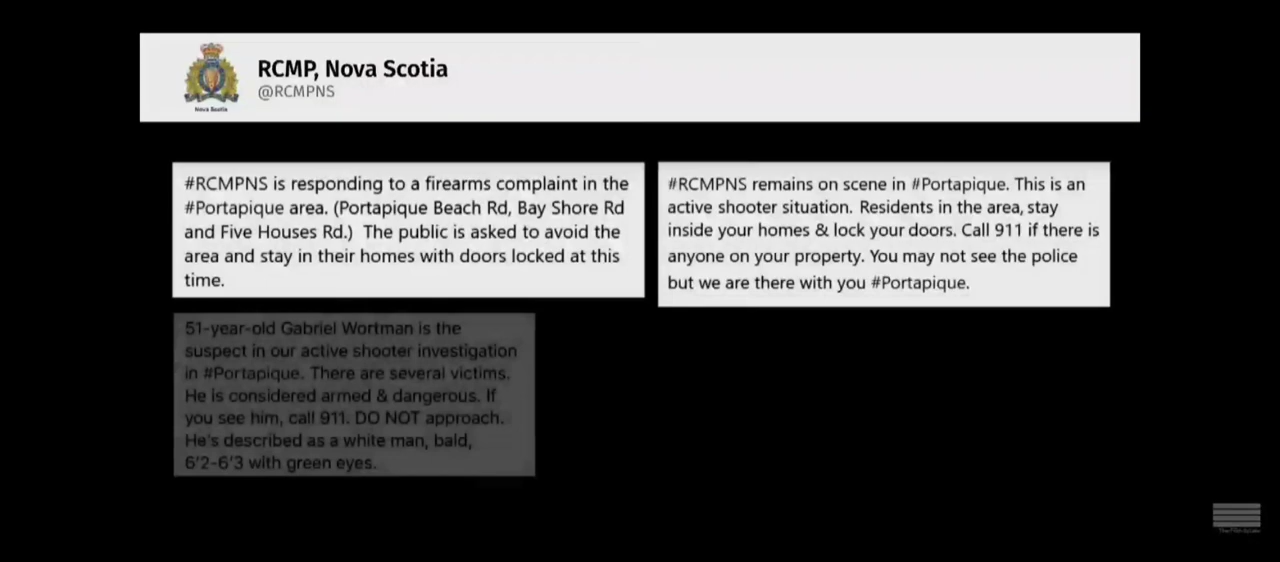 RCMP, Nova Scotia
@RCMPNS
Nova Scotia
#RCMPNS is responding to a firearms complaint in the
#Portapique area. (Portapique Beach Rd, Bay Shore Rd
and Five Houses Rd.)  The public is asked to avoid the
area and stay in their homes with doors locked at this
time.
#RCMPNS remains on scene in #Portapique. This is an
active shooter situation. Residents in the area, stay
inside your homes & lock your doors. Call 911 if there is
anyone on your property. You may not see the police
but we are there with you #Portapique.
51-year-old Gabriel Wortman is the
suspect in our active shooter investigation
in #Portapique. There are several victims.
He is considered armed & dangerous. If
you see him, call 911. DO NOT approach.
He's described as a white man, bald,
6'2-6'3 with green eyes.